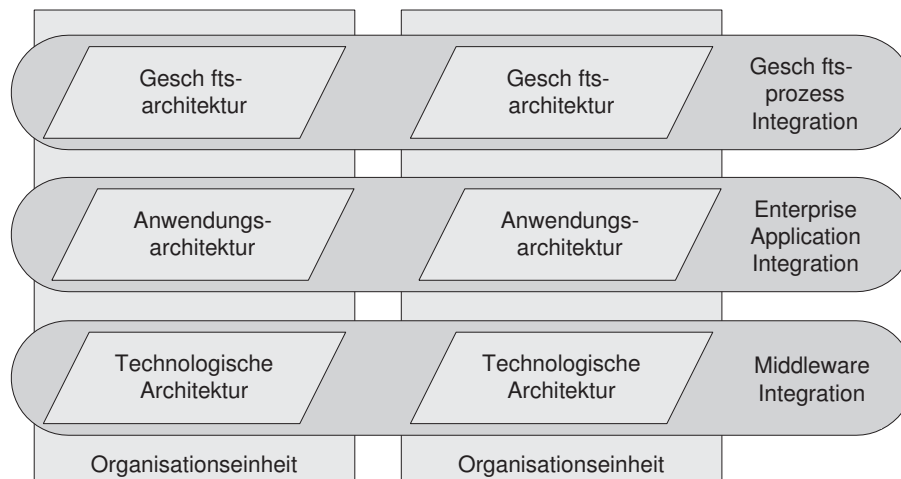 Gesch fts-
architektur
Gesch fts-
architektur
Gesch fts-
prozess
Integration
Anwendungs-
architektur
Anwendungs-
architektur
Enterprise
Application
Integration
Technologische
Architektur
Technologische
Architektur
Middleware
Integration
Organisationseinheit
Organisationseinheit